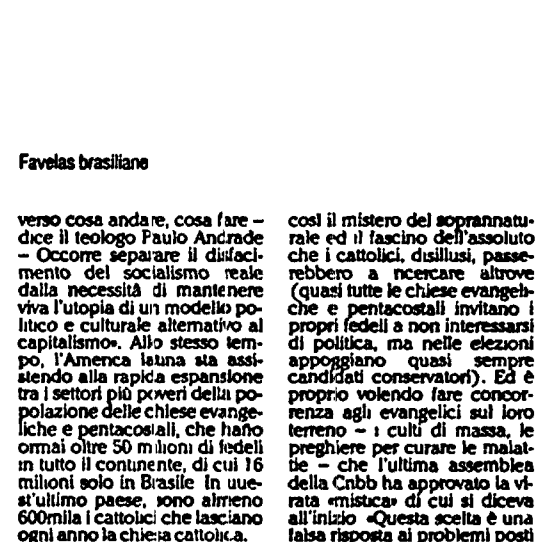 Favelas brasiliane
verso cosa andare, cosa fare –
dice il teologo Paulo Andrade
– Occorre separare il disfaci-
mento del socialismo reale
dalla necessità di mantenere
viva l'utopia di un modello po-
litico e culturale alternativo al
capitalismo». Allo stesso tem-
po, l'America latina sta assi-
stendo alla rapida espansione
tra i settori più poveri della po-
polazione delle chiese evange-
liche e pentacostali, che hano
ormai oltre 50 milioni di fedeli
in tutto il continente, di cui 16
milioni solo in Brasile In que-
st'ultimo paese, sono almeno
600mila i cattolici che lasciano
ogni anno la chiesa cattolica,
così il mistero del soprannatu-
rale ed il fascino dell'assoluto
che i cattolici, disillusi, passe-
rebbero a ricercare altrove
(quasi tutte le chiese evangeli-
che e pentacostali invitano i
propri fedeli a non interessarsi
di politica, ma nelle elezioni
appoggiano quasi sempre
candidati conservatori). Ed è
proprio volendo fare concor-
renza agli evangelici sul loro
terreno – i culti di massa, le
preghiere per curare le malat-
tie – che l'ultima assemblea
della Cnbb ha approvato la vi-
rata «mistica» di cui si diceva
all'inizio «Questa scelta è una
falsa risposta ai problemi posti